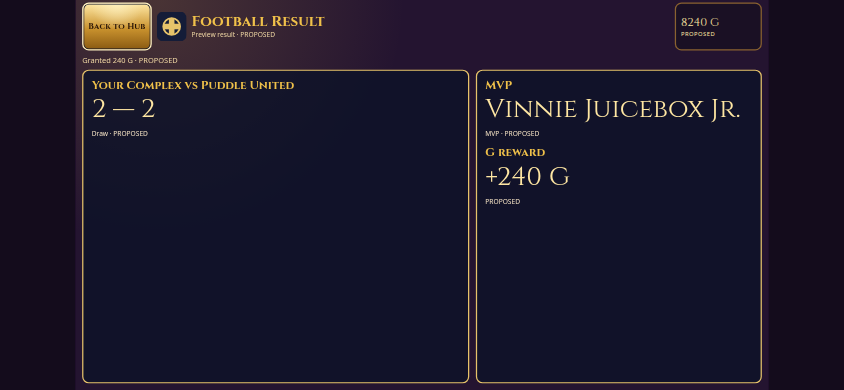 Back to Hub
Football Result
Preview result · PROPOSED
8240 G
PROPOSED
Granted 240 G · PROPOSED
Your Complex vs Puddle United
2 — 2
Draw · PROPOSED
MVP
Vinnie Juicebox Jr.
MVP · PROPOSED
G reward
+240 G
PROPOSED